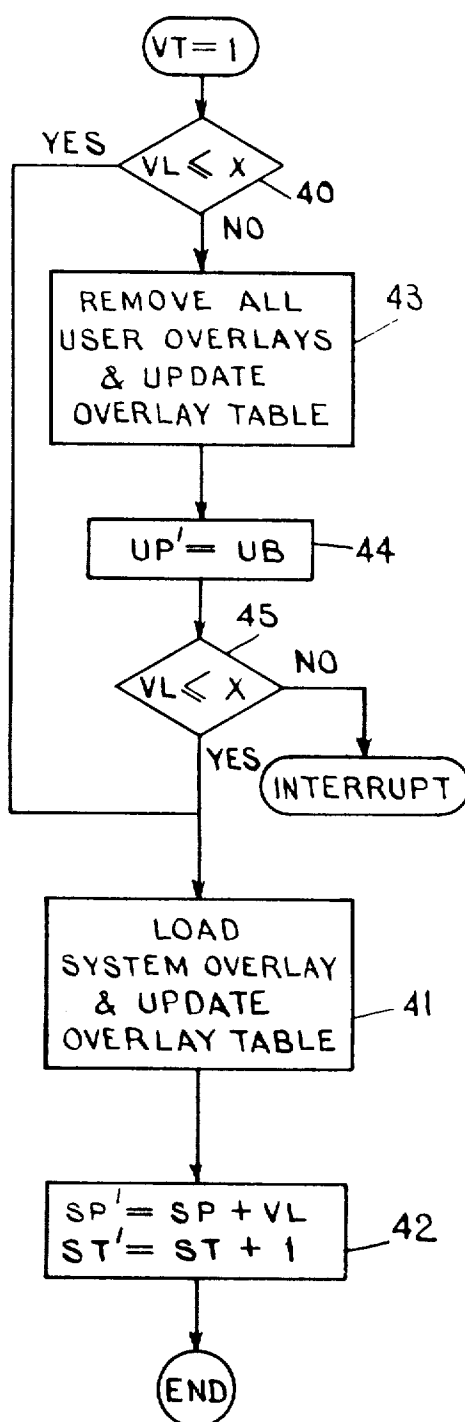 VT = 1
YES
VL ≤ X
40
NO
REMOVE ALL
USER OVERLAYS
& UPDATE
OVERLAY TABLE
43
UP' = UB
44
45
VL ≤ X
NO
YES
INTERRUPT
LOAD
SYSTEM OVERLAY
& UPDATE
OVERLAY TABLE
41
SP' = SP + VL
ST' = ST + 1
42
END